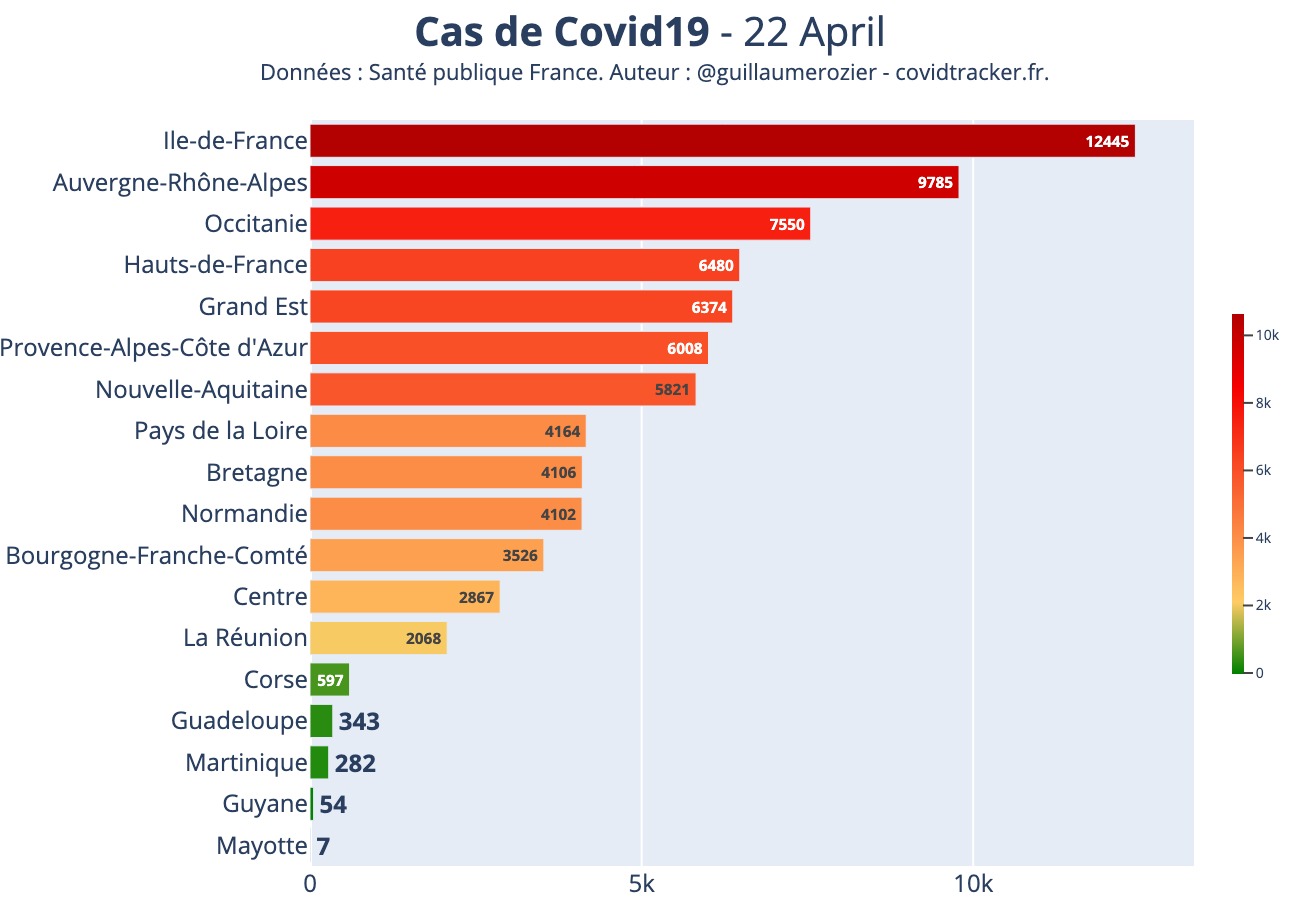 Cas de Covid19 - 22 April
Données : Santé publique France. Auteur : @guillaumerozier - covidtracker.fr.
Ile-de-France 12445
Auvergne-Rhône-Alpes 9785
Occitanie 7550
Hauts-de-France 6480
Grand Est 6374
Provence-Alpes-Côte d'Azur 6008
Nouvelle-Aquitaine 5821
Pays de la Loire 4164
Bretagne 4106
Normandie 4102
Bourgogne-Franche-Comté 3526
Centre 2867
La Réunion 2068
Corse 597
Guadeloupe 343
Martinique 282
Guyane 54
Mayotte 7
0 5k 10k
10k
8k
6k
4k
2k
0